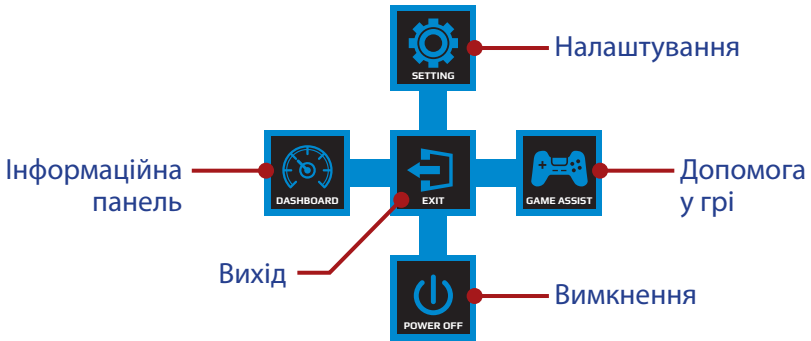 SETTING
Налаштування
Інформаційна
панель
DASHBOARD
EXIT
GAME ASSIST
Допомога
у грі
Вихід
POWER OFF
Вимкнення